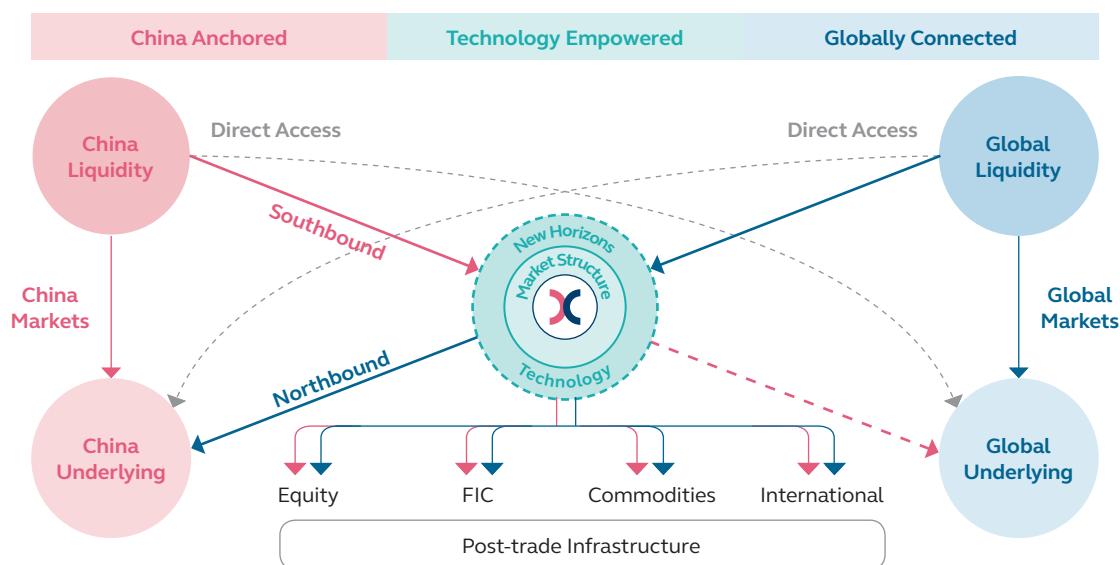 China Anchored
Technology Empowered
Globally Connected
China
Liquidity
Direct Access
Direct Access
Global
Liquidity
Southbound
New Horizons
Market Structure
Technology
China
Markets
Global
Markets
Northbound
China
Underlying
Global
Underlying
Equity
FIC
Commodities
International
Post-trade Infrastructure